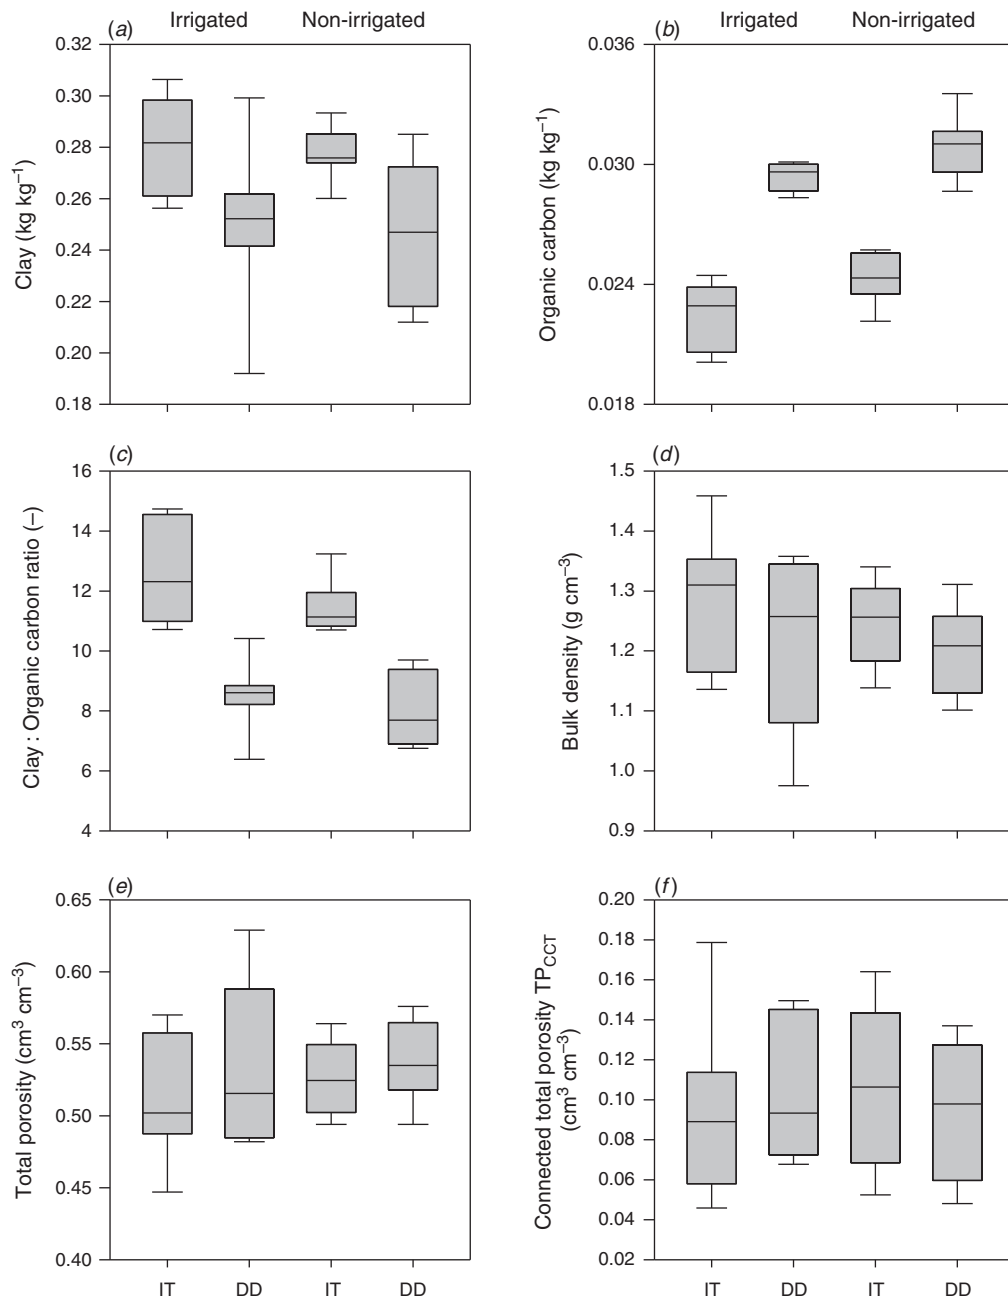 Irrigated Non-irrigated
(a)
0.32
0.30
0.28
0.26
0.24
0.22
0.20
0.18
Clay (kg kg⁻¹)
(b)
0.036
0.030
0.024
0.018
Organic carbon (kg kg⁻¹)
Irrigated Non-irrigated
(c)
16
14
12
10
8
6
4
Clay : Organic carbon ratio (–)
(d)
1.5
1.4
1.3
1.2
1.1
1.0
0.9
Bulk density (g cm⁻³)
(e)
0.65
0.60
0.55
0.50
0.45
0.40
Total porosity (cm³ cm⁻³)
IT DD IT DD
(f)
0.20
0.18
0.16
0.14
0.12
0.10
0.08
0.06
0.04
0.02
Connected total porosity TP_CCT
(cm³ cm⁻³)
IT DD IT DD